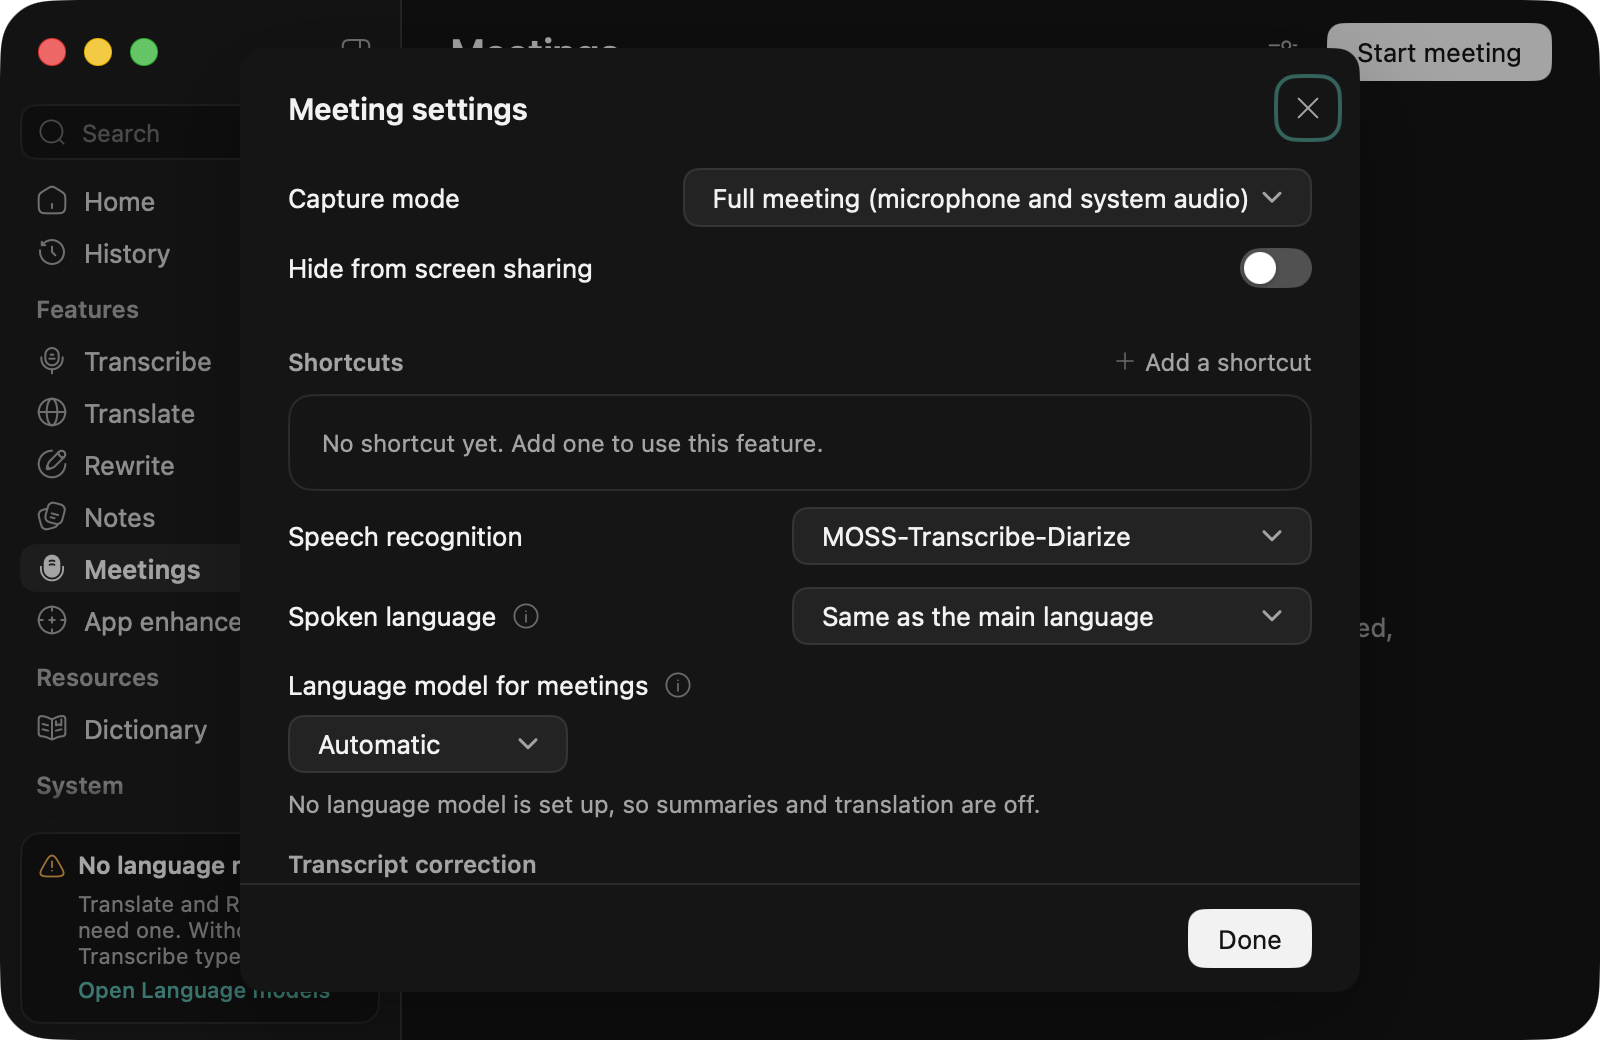 Meetings
Start meeting
Search
Home
History
Features
Transcribe
Translate
Rewrite
Notes
Meetings
App enhance
Resources
Dictionary
System
No language
Translate and R
need one. Witho
Transcribe type
Open Language models
Meeting settings
Capture mode
Full meeting (microphone and system audio)
Hide from screen sharing
Shortcuts
Add a shortcut
No shortcut yet. Add one to use this feature.
Speech recognition
MOSS-Transcribe-Diarize
Spoken language
Same as the main language
Language model for meetings
Automatic
No language model is set up, so summaries and translation are off.
Transcript correction
Done
ed,